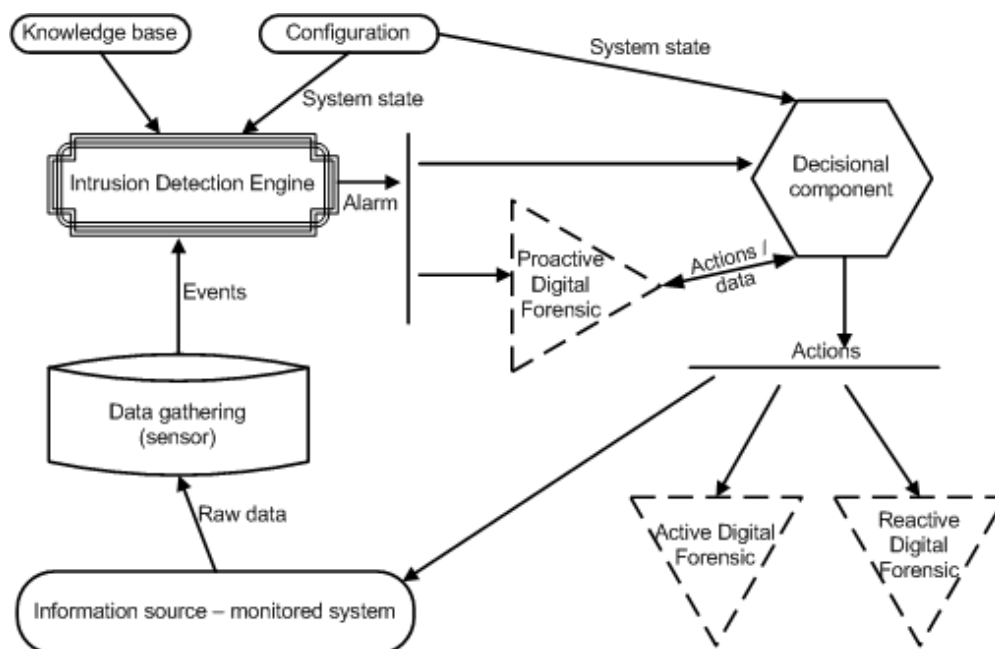 Knowledge base
Configuration
System state
System state
Intrusion Detection Engine
Alarm
Decisional
component
Proactive
Digital
Forensic
Actions /
data
Events
Actions
Data gathering
(sensor)
Raw data
Active Digital
Forensic
Reactive
Digital
Forensic
Information source – monitored system